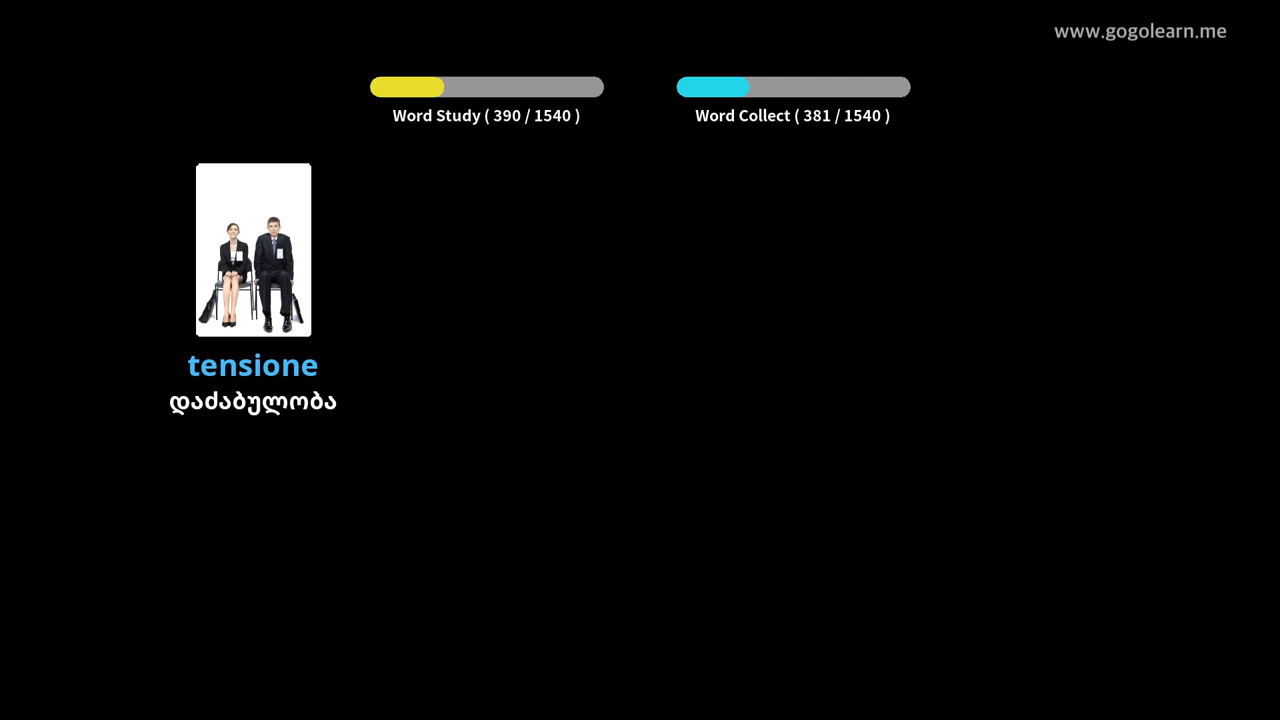 www.gogolearn.me
Word Study ( 390 / 1540 )
Word Collect ( 381 / 1540 )
tensione
დაძაბულობა